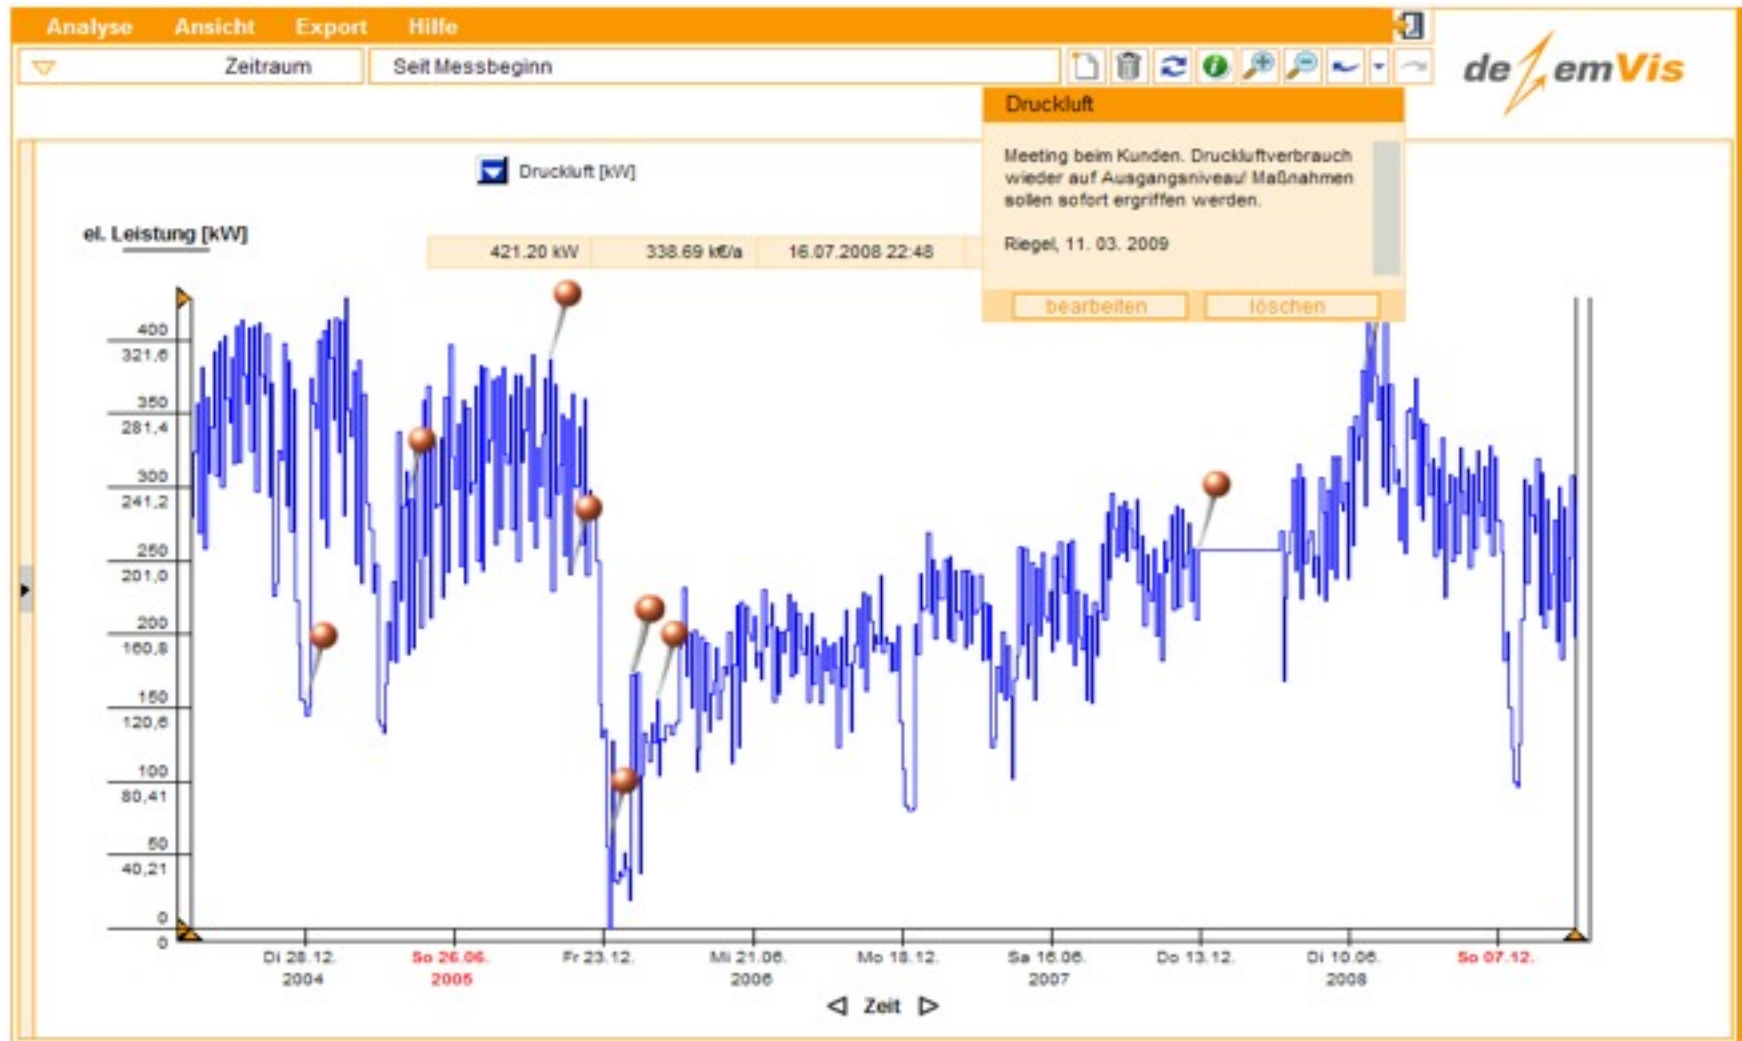 Analyse Ansicht Export Hilfe
Zeitraum Seit Messbeginn
de emVis
Druckluft
Meeting beim Kunden. Druckluftverbrauch
wieder auf Ausgangsniveau! Maßnahmen
sollen sofort ergriffen werden.
Riegel, 11. 03. 2009
bearbeiten löschen
Druckluft [kW]
el. Leistung [kW]
421.20 kW 338.69 k€/a 16.07.2008 22:48
400
321,6
350
281,4
300
241,2
250
201,0
200
160,8
150
120,6
100
80,41
50
40,21
0
0
Di 28.12. So 26.06. Fr 23.12. Mi 21.06. Mo 18.12. Sa 16.06. Do 13.12. Di 10.06. So 07.12.
2004 2005 2006 2007 2008
Zeit